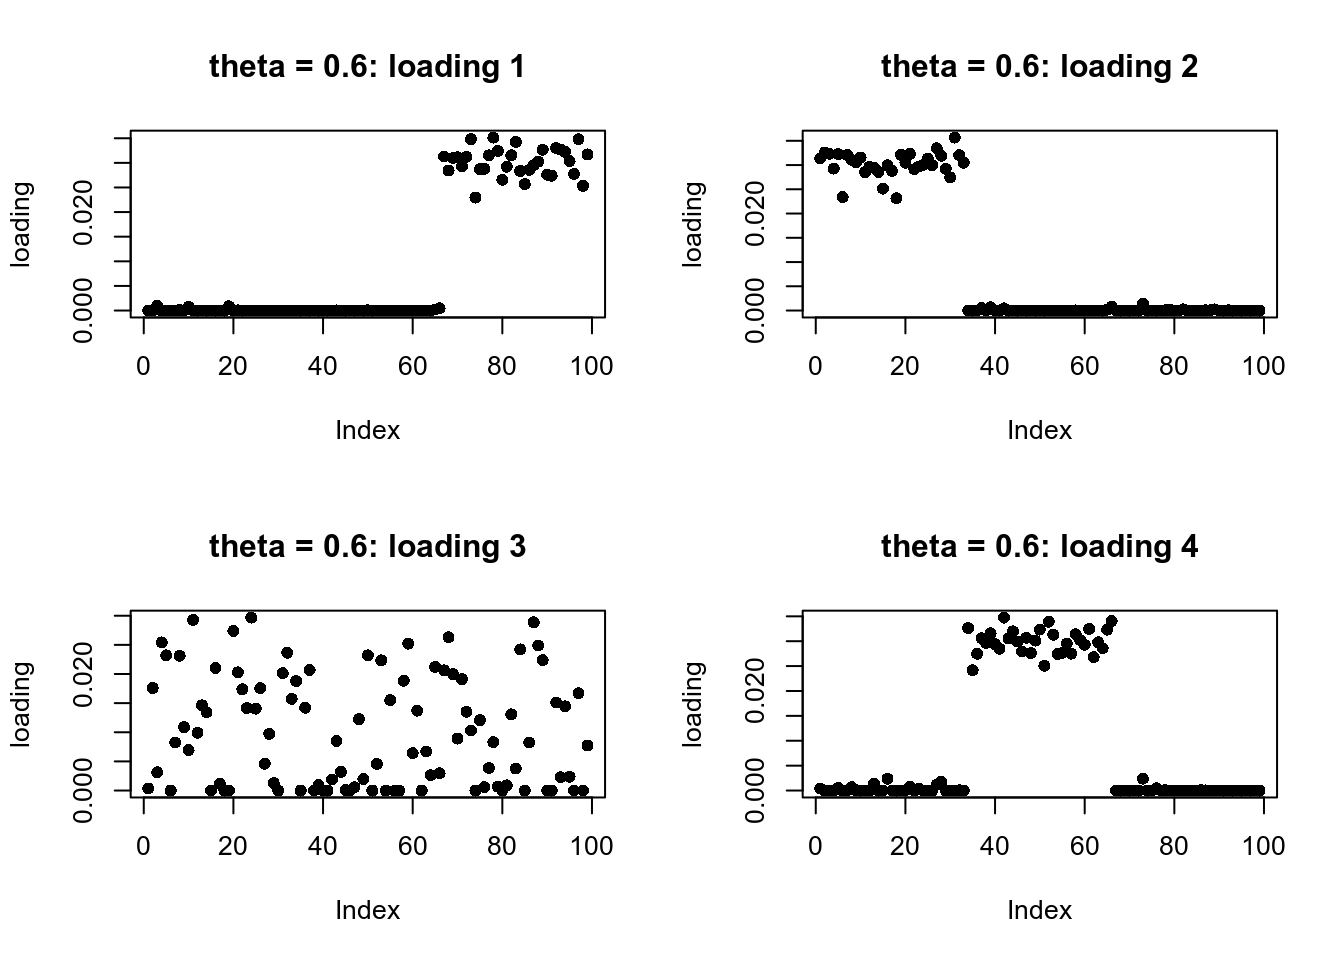 theta = 0.6: loading 1
loading
0.000
0.020
0 20 40 60 80 100
Index
theta = 0.6: loading 2
loading
0.000
0.020
0 20 40 60 80 100
Index
theta = 0.6: loading 3
loading
0.000
0.020
0 20 40 60 80 100
Index
theta = 0.6: loading 4
loading
0.000
0.020
0 20 40 60 80 100
Index